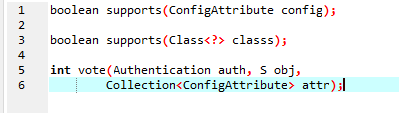 1 boolean supports(ConfigAttribute config);
2
3 boolean supports(Class<?> classs);
4
5 int vote(Authentication auth, S obj,
6 Collection<ConfigAttribute> attr);